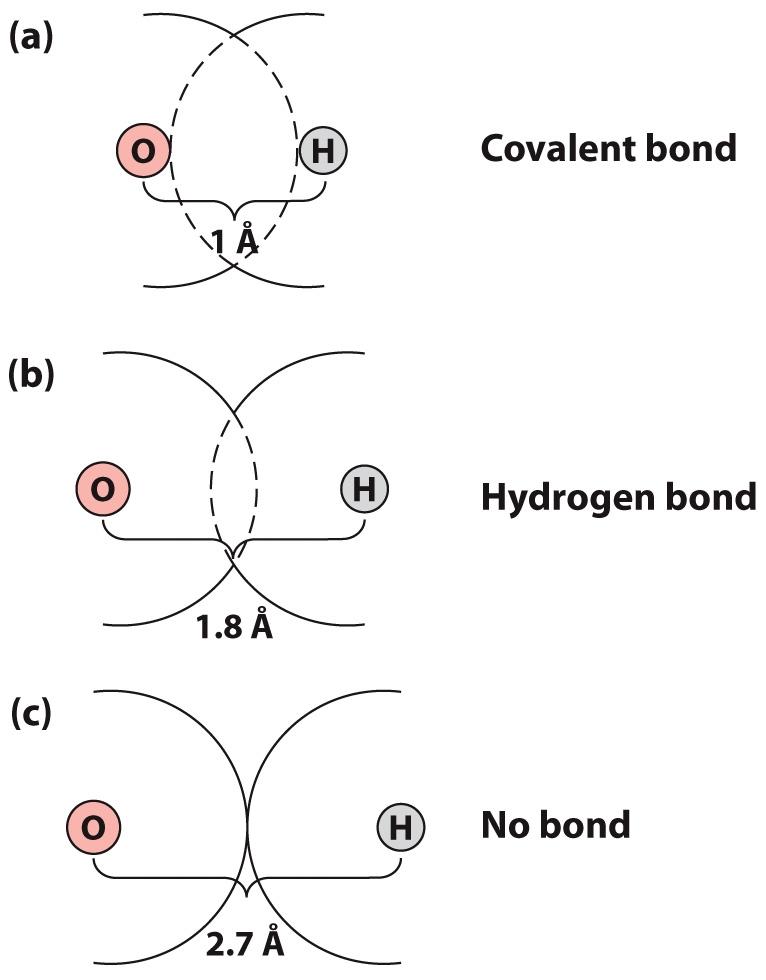 (a)
O
H
Covalent bond
1 Å
(b)
O
H
Hydrogen bond
1.8 Å
(c)
O
H
No bond
2.7 Å